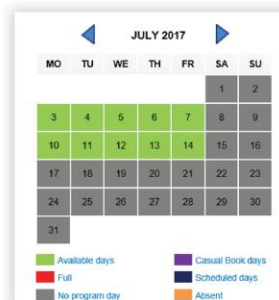 JULY 2017
MO TU WE TH FR SA SU
1 2
3 4 5 6 7 8 9
10 11 12 13 14 15 16
17 18 19 20 21 22 23
24 25 26 27 28 29 30
31
Available days Casual Book days
Full Scheduled days
No program day Absent